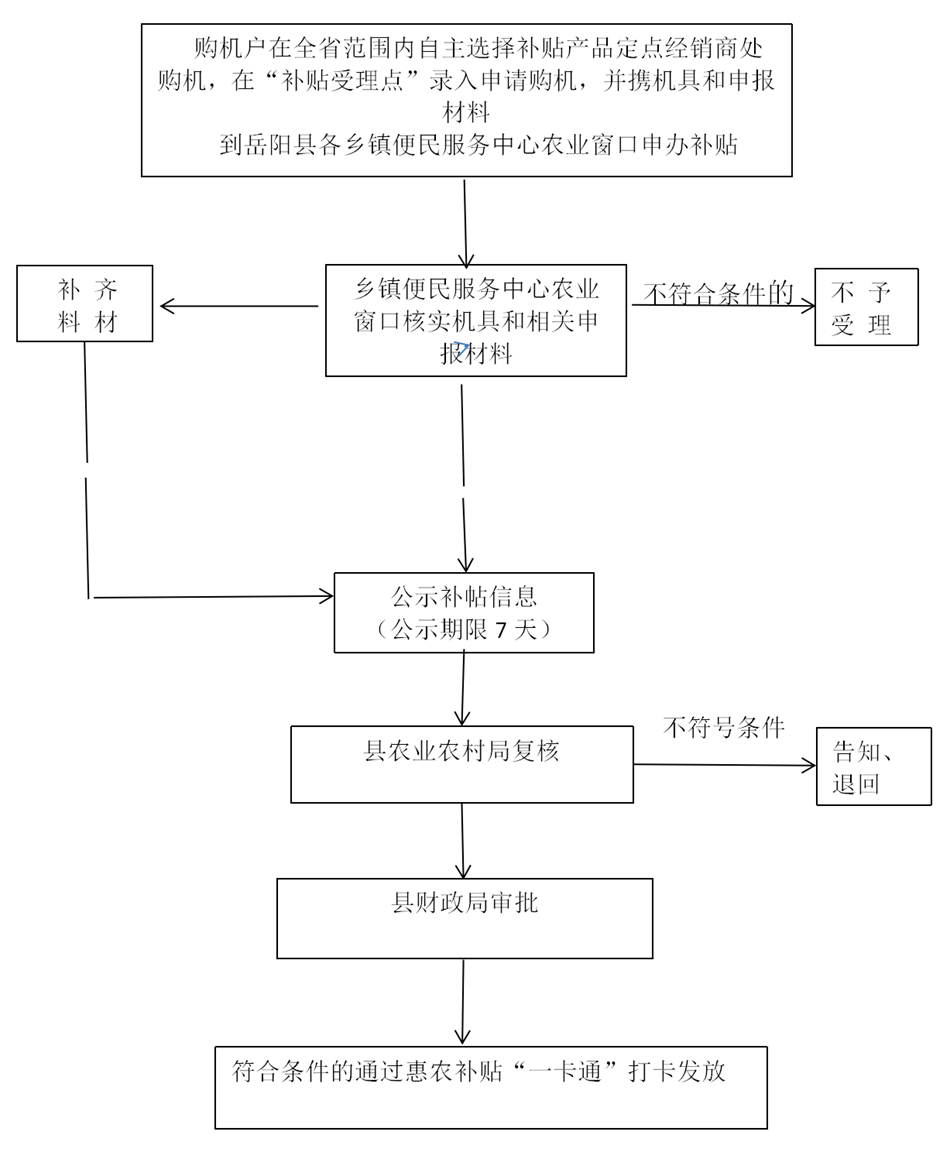 购机户在全省范围内自主选择补贴产品定点经销商处
购机，在“补贴受理点”录入申请购机，并携机具和申报
材料
到岳阳县各乡镇便民服务中心农业窗口申办补贴
补 齐
料 材
乡镇便民服务中心农业
窗口核实机具和相关申
报材料
不符合条件的
不 予
受 理
公示补帖信息
（公示期限 7 天）
县农业农村局复核
不符号条件
告知、
退回
县财政局审批
符合条件的通过惠农补贴“一卡通”打卡发放